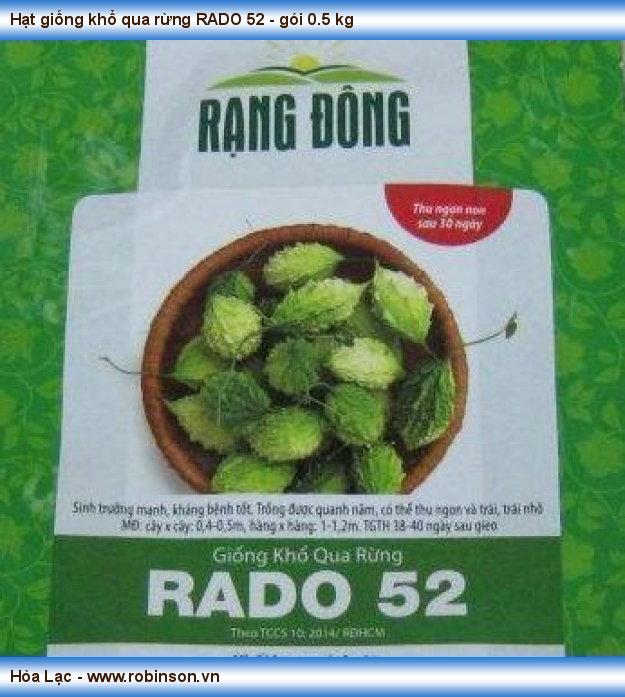 Hạt giống khổ qua rừng RADO 52 - gói 0.5 kg
RẠNG ĐÔNG
Thu ngọn non
sau 30 ngày
Sinh trưởng mạnh, kháng bệnh tốt. Trồng được quanh năm, có thể thu ngọn và trái, trái nhỏ
MĐ: cây x cây: 0,4-0,5m, hàng x hàng: 1-1,2m. TGTH 38-40 ngày sau gieo.
Giống Khổ Qua Rừng
RADO 52
Theo TCCS 10: 2014/ RĐHCM
Hòa Lạc - www.robinson.vn